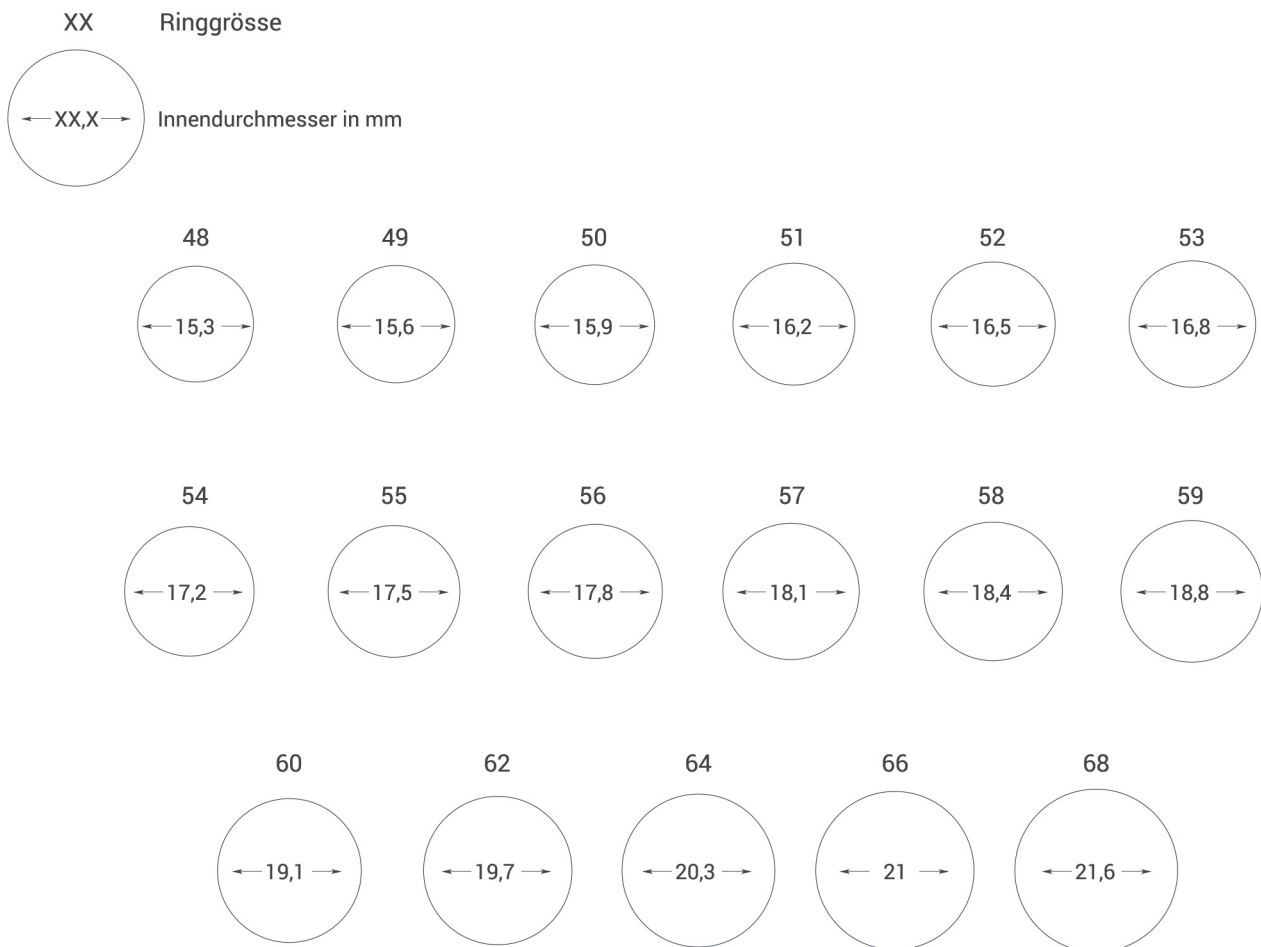 XX Ringgrösse
XX,X Innendurchmesser in mm
48 49 50 51 52 53
15,3 15,6 15,9 16,2 16,5 16,8
54 55 56 57 58 59
17,2 17,5 17,8 18,1 18,4 18,8
60 62 64 66 68
19,1 19,7 20,3 21 21,6